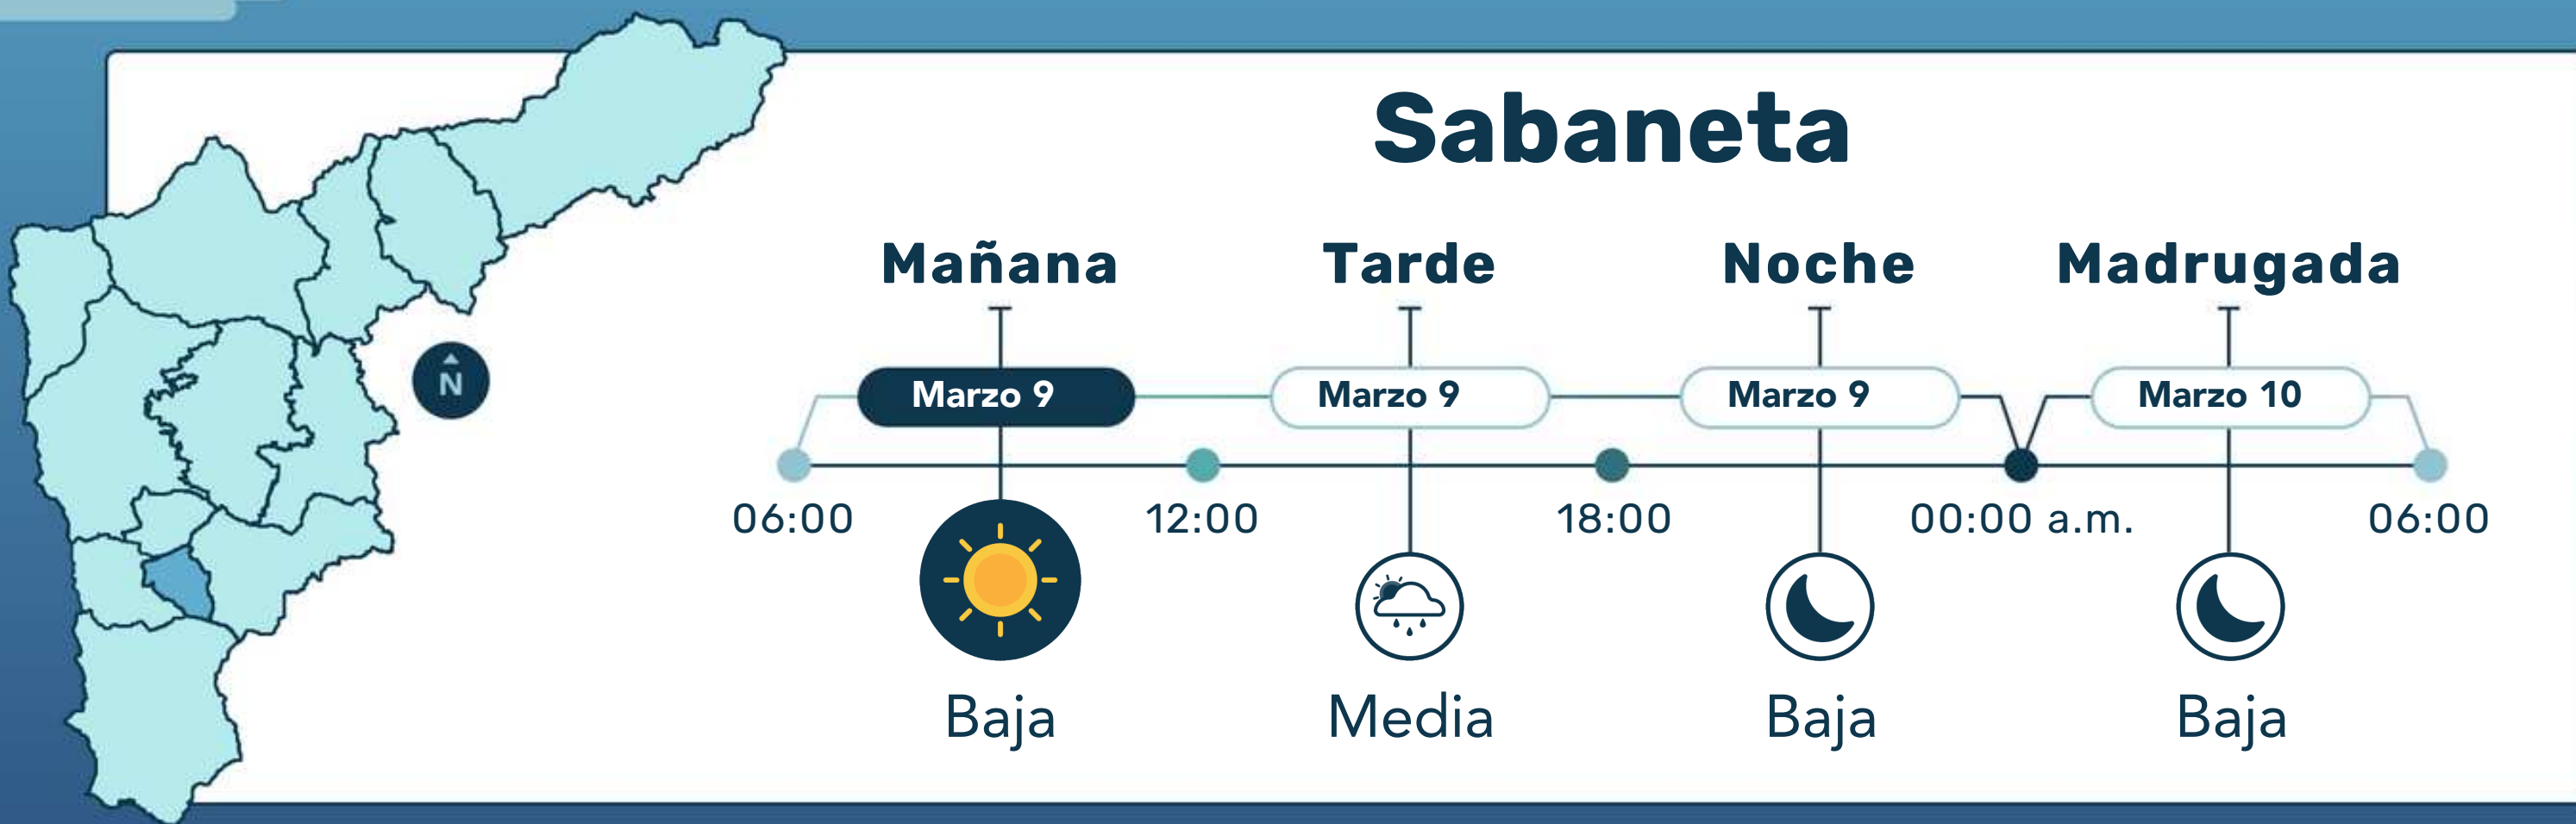 Sabaneta
Mañana Tarde Noche Madrugada
N
Marzo 9 Marzo 9 Marzo 9 Marzo 10
06:00 12:00 18:00 00:00 a.m. 06:00
Baja Media Baja Baja